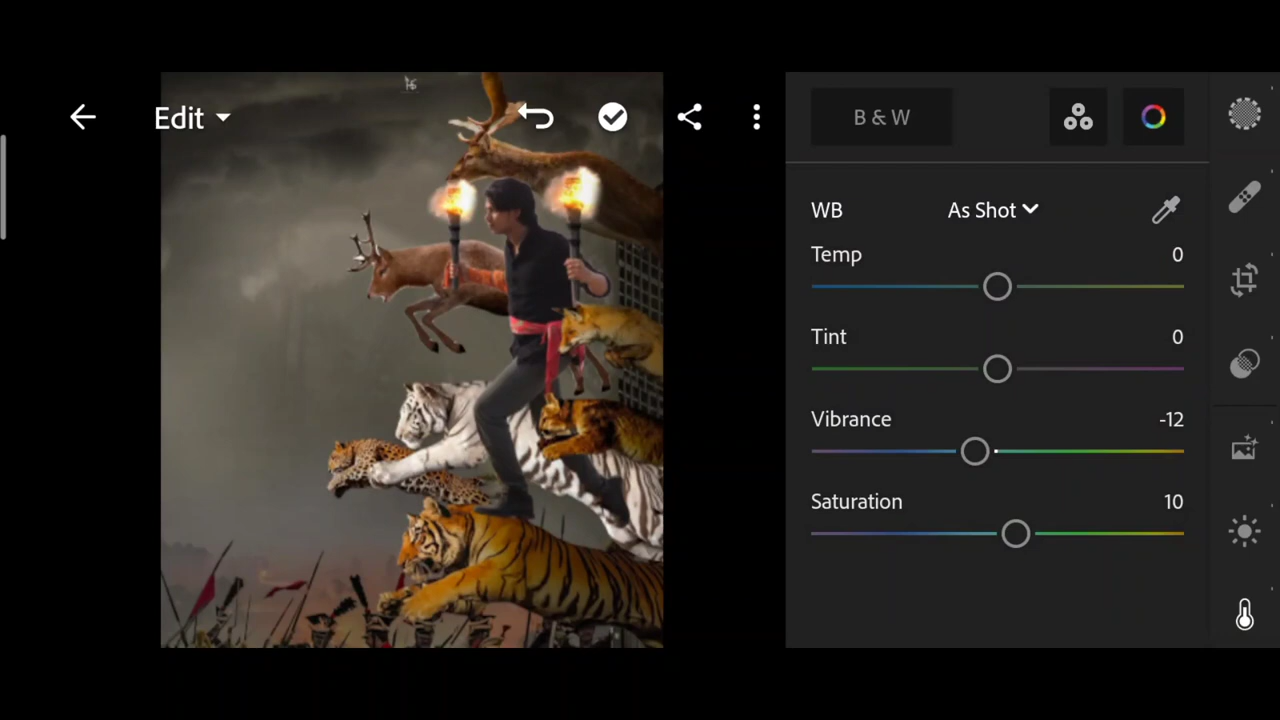 Edit
B & W
WB
As Shot
Temp
0
Tint
0
Vibrance
-12
Saturation
10